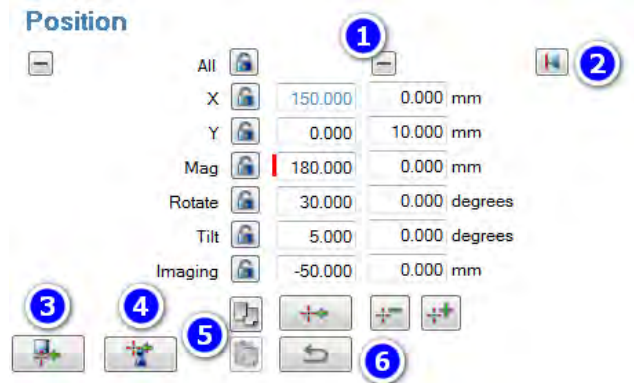 Position
1
All
2
X 150.000 0.000 mm
Y 0.000 10.000 mm
Mag 180.000 0.000 mm
Rotate 30.000 0.000 degrees
Tilt 5.000 0.000 degrees
Imaging -50.000 0.000 mm
3 4
5
6